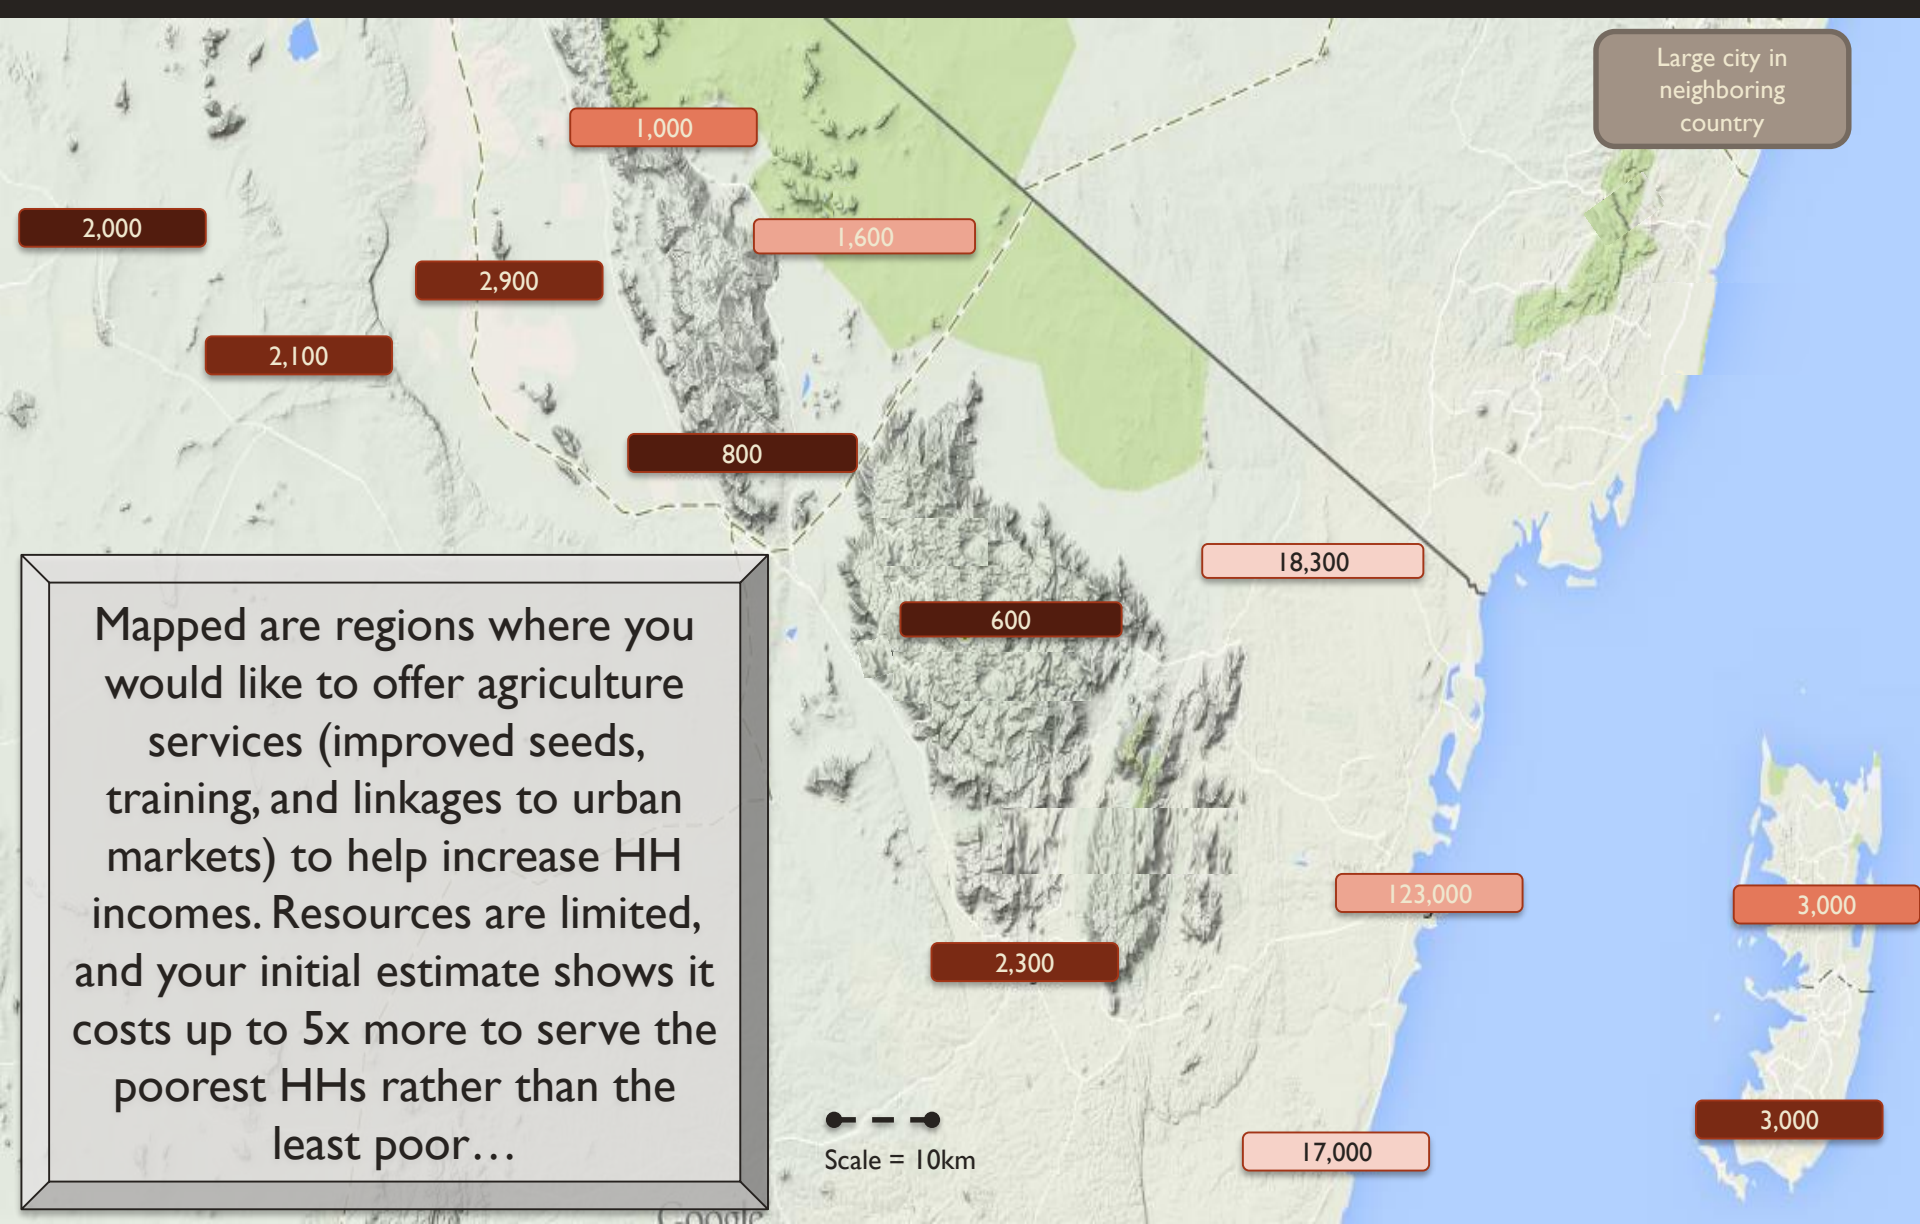 Large city in
neighboring
country
1,000
2,000
1,600
2,900
2,100
800
18,300
600
Mapped are regions where you
would like to offer agriculture
services (improved seeds,
training, and linkages to urban
markets) to help increase HH
incomes. Resources are limited,
and your initial estimate shows it
costs up to 5x more to serve the
poorest HHs rather than the
least poor…
123,000
3,000
2,300
3,000
Scale = 10km
17,000
Google